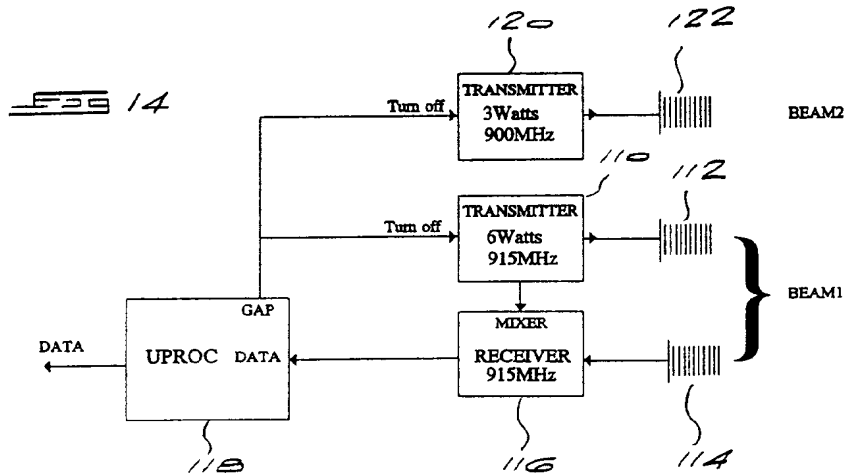 120
122
14
TRANSMITTER
3Watts
900MHz
Turn off
BEAM2
110
112
TRANSMITTER
6Watts
915MHz
Turn off
BEAM1
GAP
MIXER
DATA
UPROC
DATA
RECEIVER
915MHz
118
116
114